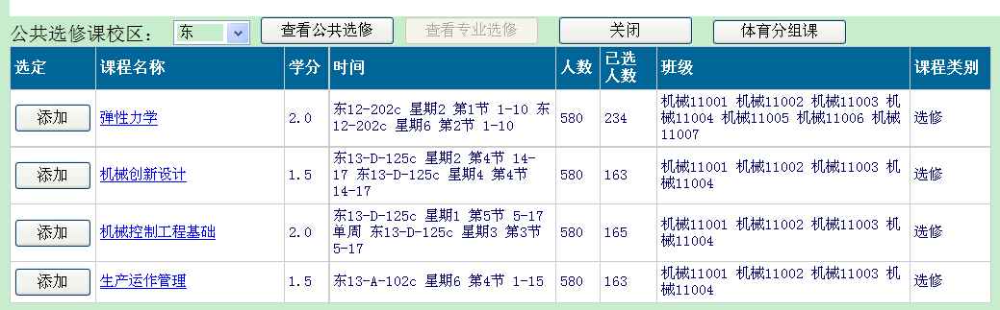 公共选修课校区： 东 查看公共选修 查看专业选修 关闭 体育分组课
选定 课程名称 学分 时间 人数 已选人数 班级 课程类别
添加 弹性力学 2.0
东12-202c 星期2 第1节 1-10 东
12-202c 星期6 第2节 1-10
580 234
机械11001 机械11002 机械11003 机
械11004 机械11005 机械11006 机械
11007
选修
添加 机械创新设计 1.5
东13-D-125c 星期2 第4节 14-
17 东13-D-125c 星期4 第4节
14-17
580 163
机械11001 机械11002 机械11003 机
械11004
选修
添加 机械控制工程基础 2.0
东13-D-125c 星期1 第5节 5-17
单周 东13-D-125c 星期3 第3节
5-17
580 165
机械11001 机械11002 机械11003 机
械11004
选修
添加 生产运作管理 1.5
东13-A-102c 星期6 第4节 1-15
580 163
机械11001 机械11002 机械11003 机
械11004
选修